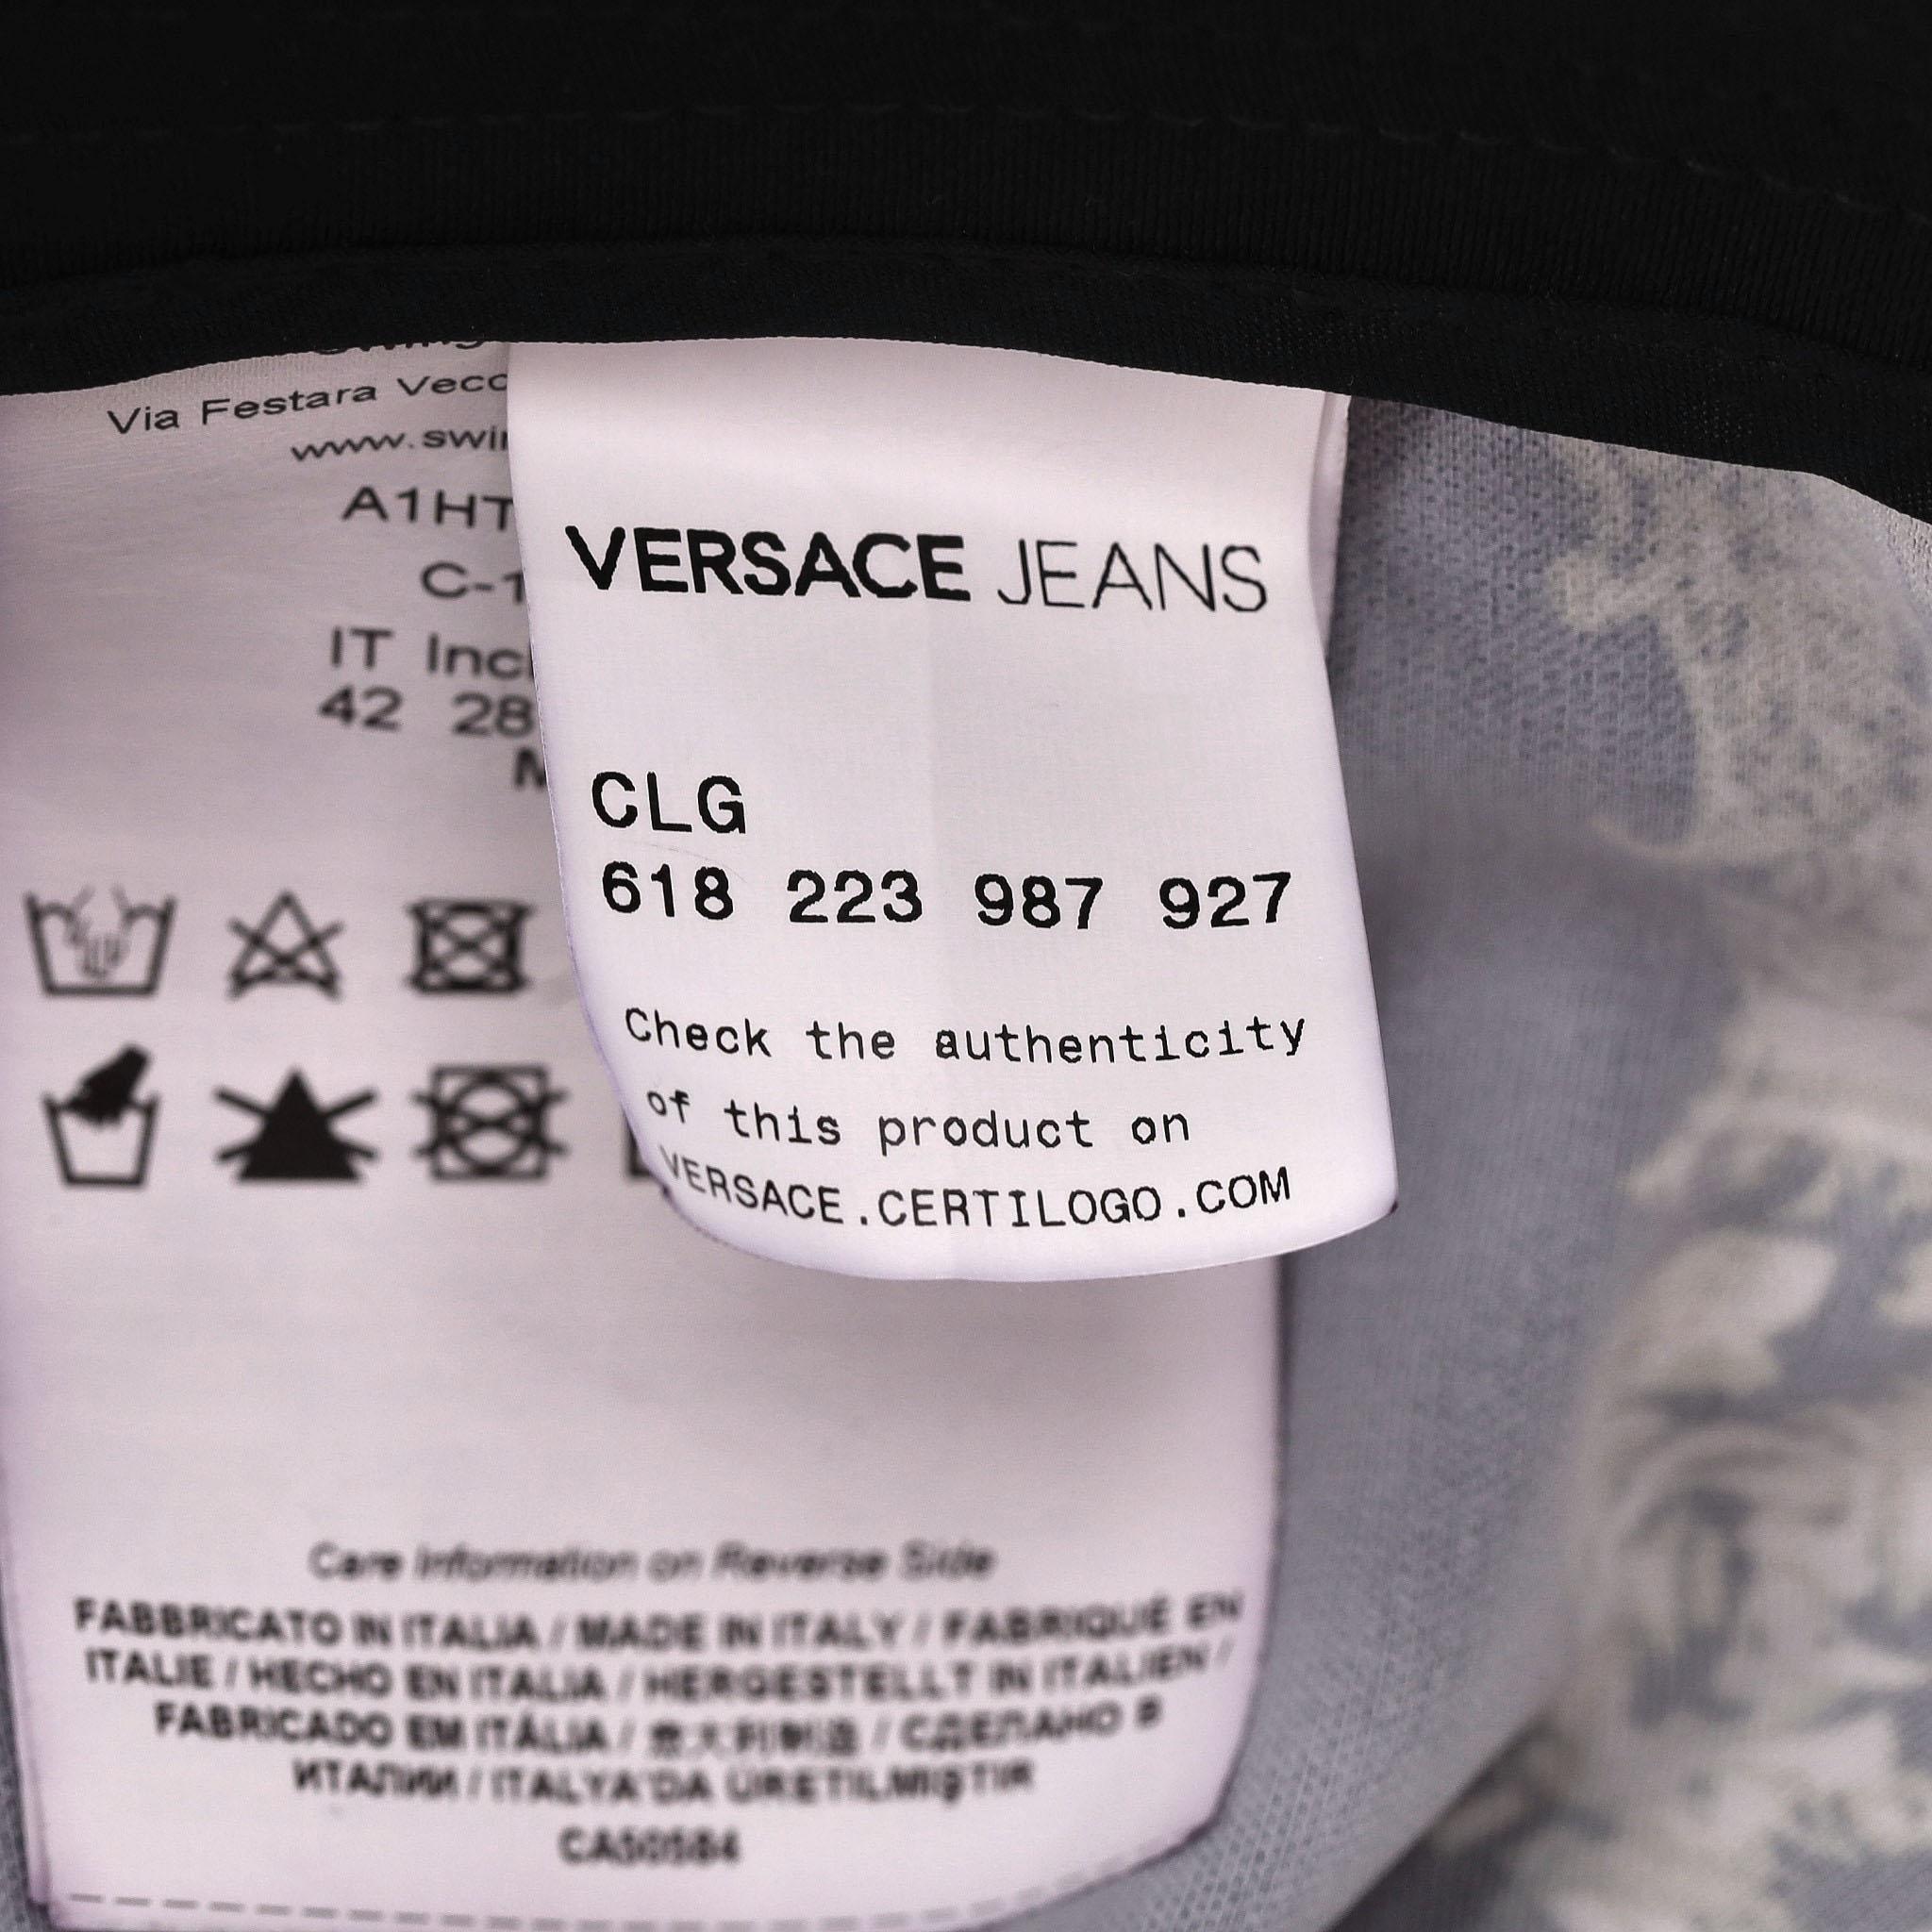 Via Festara Vecc
www.swin
A1HT
C-1
IT Inc
42 28
M
VERSACE JEANS
CLG
618 223 987 927
Check the authenticity
of this product on
VERSACE.CERTILOGO.COM
Care Information on Reverse Side
FABBRICATO IN ITALIA / MADE IN ITALY / FABRIQUÉ EN
ITALIE / HECHO EN ITALIA / HERGESTELLT IN ITALIEN /
FABRICADO EM ITÁLIA / 意大利制造 / СДЕЛАНО В
ИТАЛИИ / ITALYA'DA ÜRETILMIŞTIR
CA50584